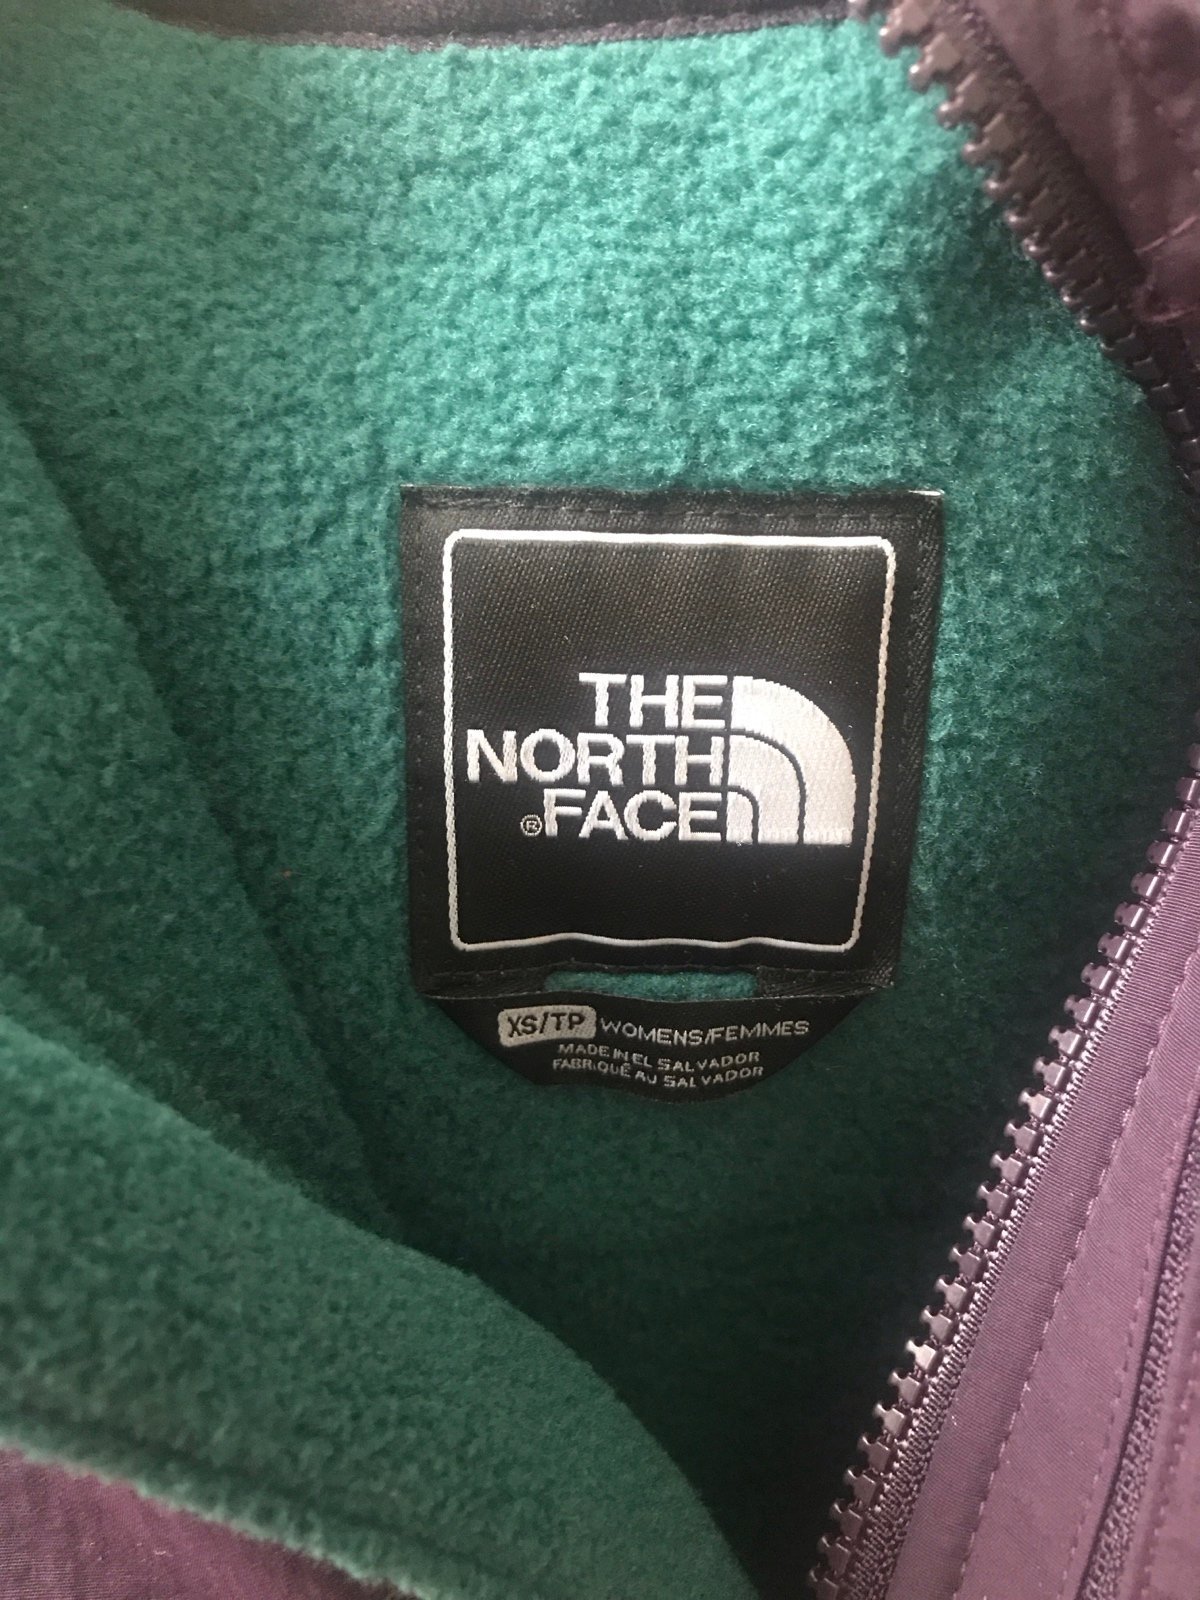 THE
NORTH
®FACE
XS/TP WOMENS/FEMMES
MADE IN EL SALVADOR
FABRIQUÉ AU SALVADOR